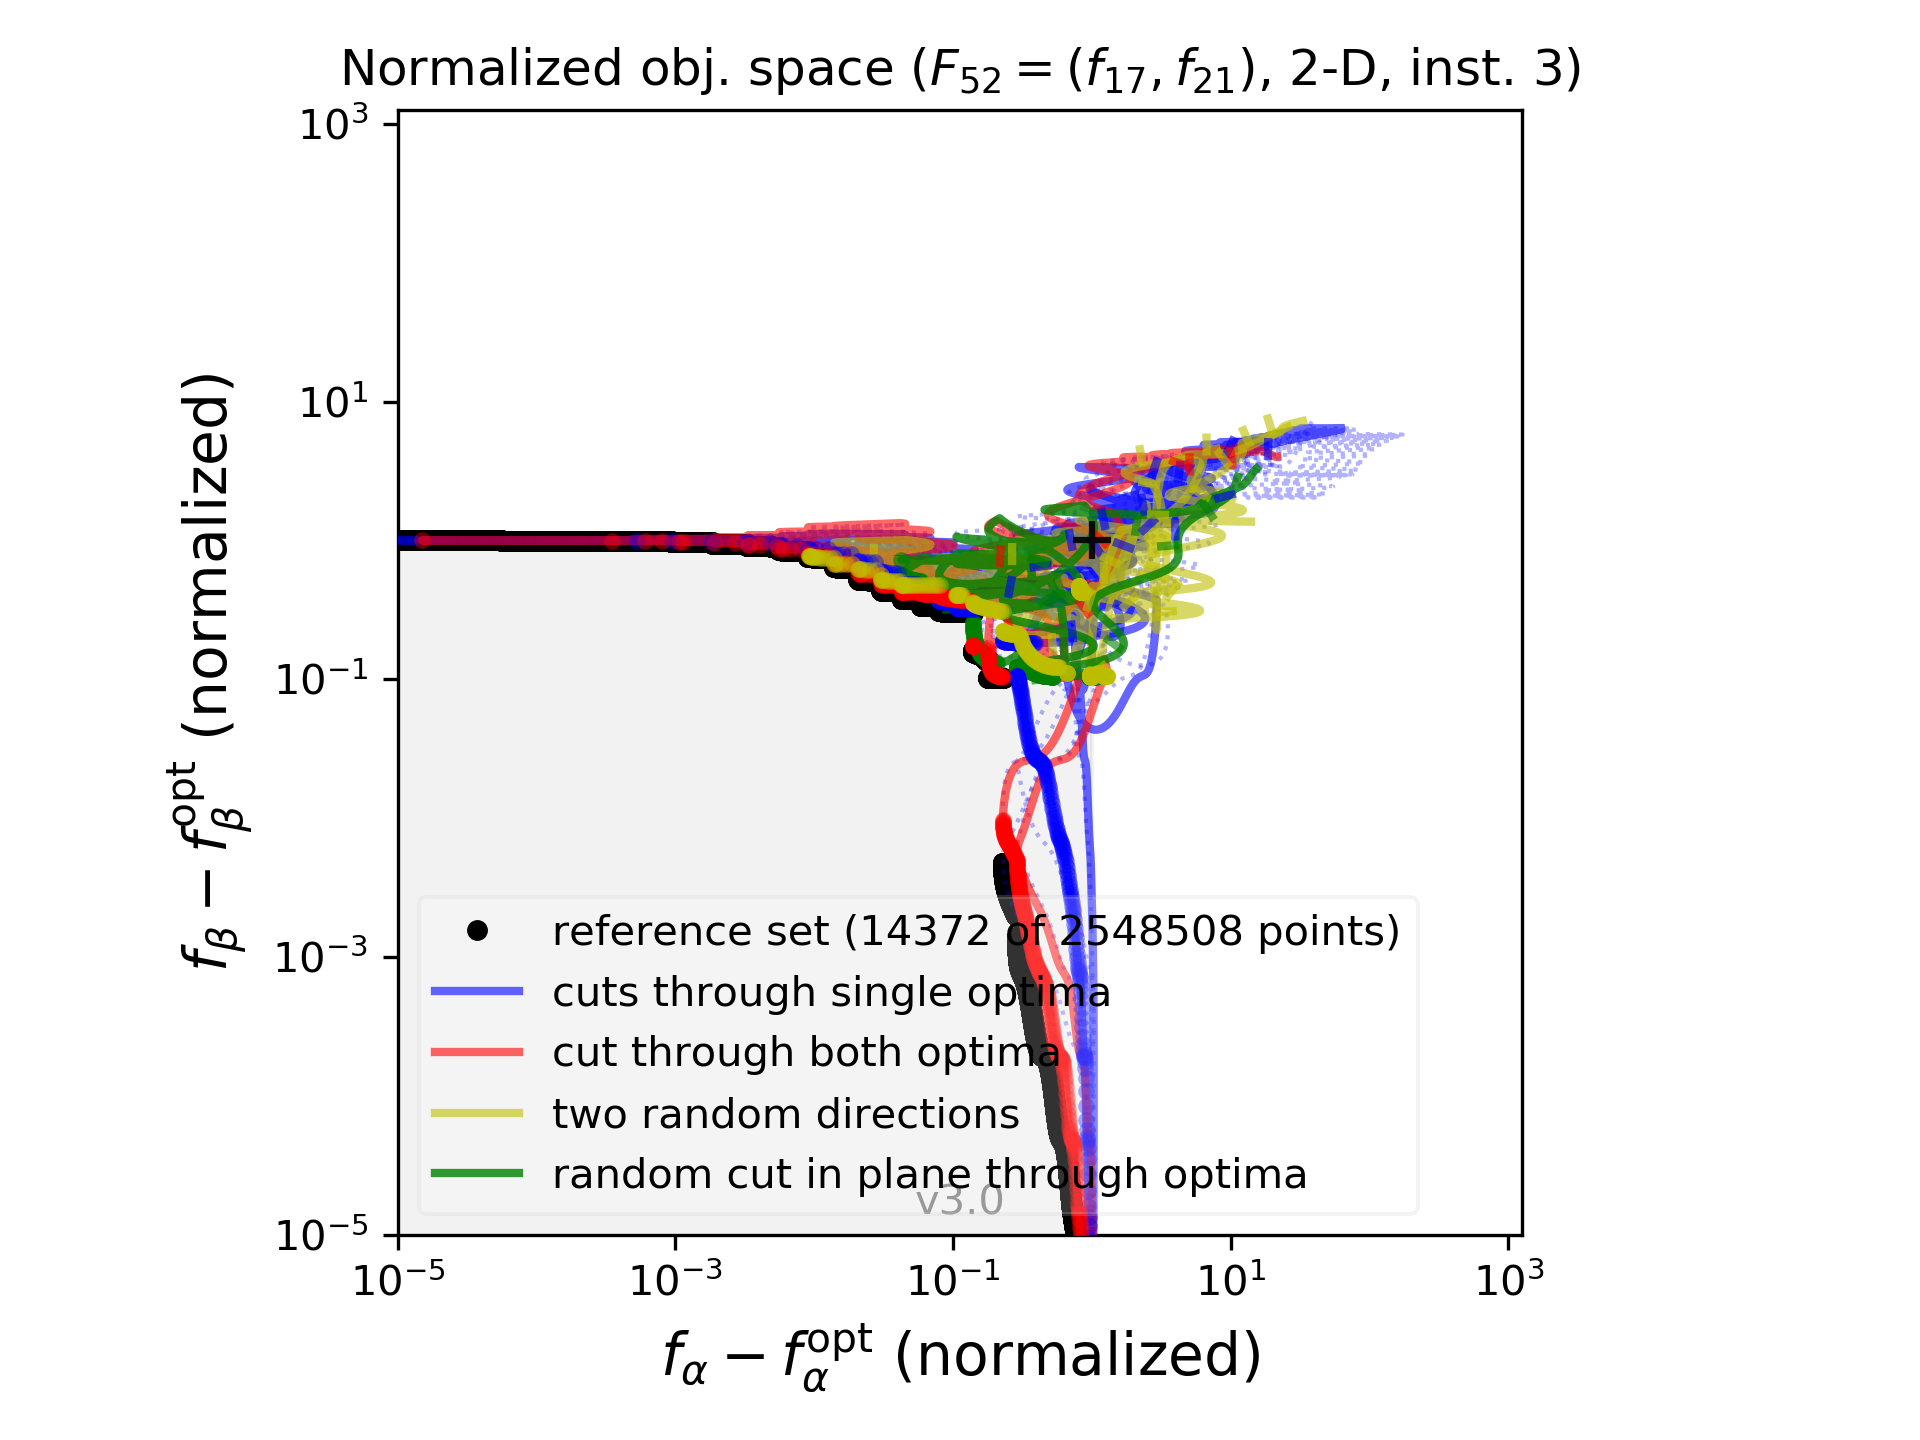 Normalized obj. space (F₅₂ = (f₁₇, f₂₁), 2-D, inst. 3)
10³
10¹
10⁻¹
10⁻³
10⁻⁵
f_β − f_β^opt (normalized)
reference set (14372 of 2548508 points)
cuts through single optima
cut through both optima
two random directions
random cut in plane through optima
v3.0
10⁻⁵ 10⁻³ 10⁻¹ 10¹ 10³
f_α − f_α^opt (normalized)